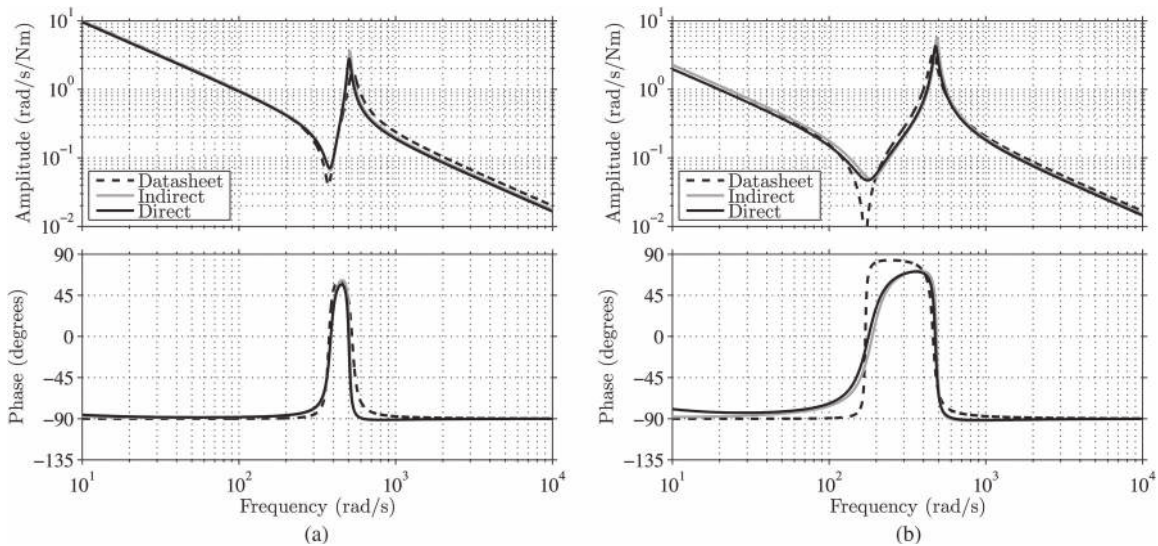 Amplitude (rad/s/Nm)
10^1
10^0
10^-1
10^-2
Datasheet
Indirect
Direct
Phase (degrees)
90
45
0
−45
−90
−135
10^1 10^2 10^3 10^4
Frequency (rad/s)
(a)
Amplitude (rad/s/Nm)
10^1
10^0
10^-1
10^-2
Datasheet
Indirect
Direct
Phase (degrees)
90
45
0
−45
−90
−135
10^1 10^2 10^3 10^4
Frequency (rad/s)
(b)